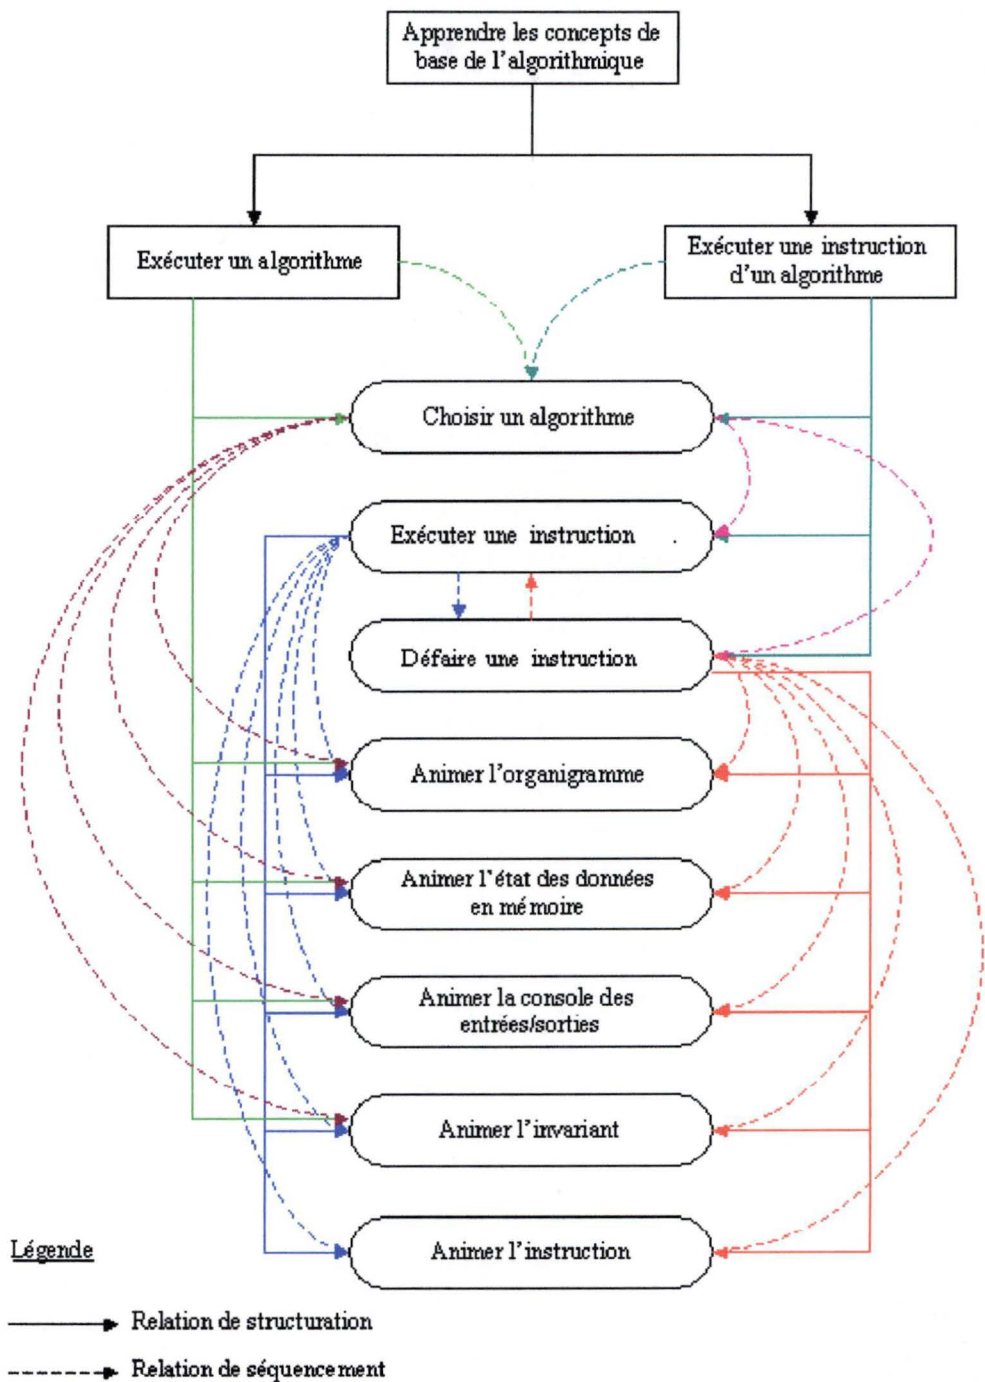 Apprendre les concepts de
base de l'algorithmique
Exécuter un algorithme
Exécuter une instruction
d'un algorithme
Choisir un algorithme
Exécuter une instruction .
Défaire une instruction
Animer l'organigramme
Animer l'état des données
en mémoire
Animer la console des
entrées/sorties
Animer l'invariant
Animer l'instruction
Légende
Relation de structuration
Relation de séquencement